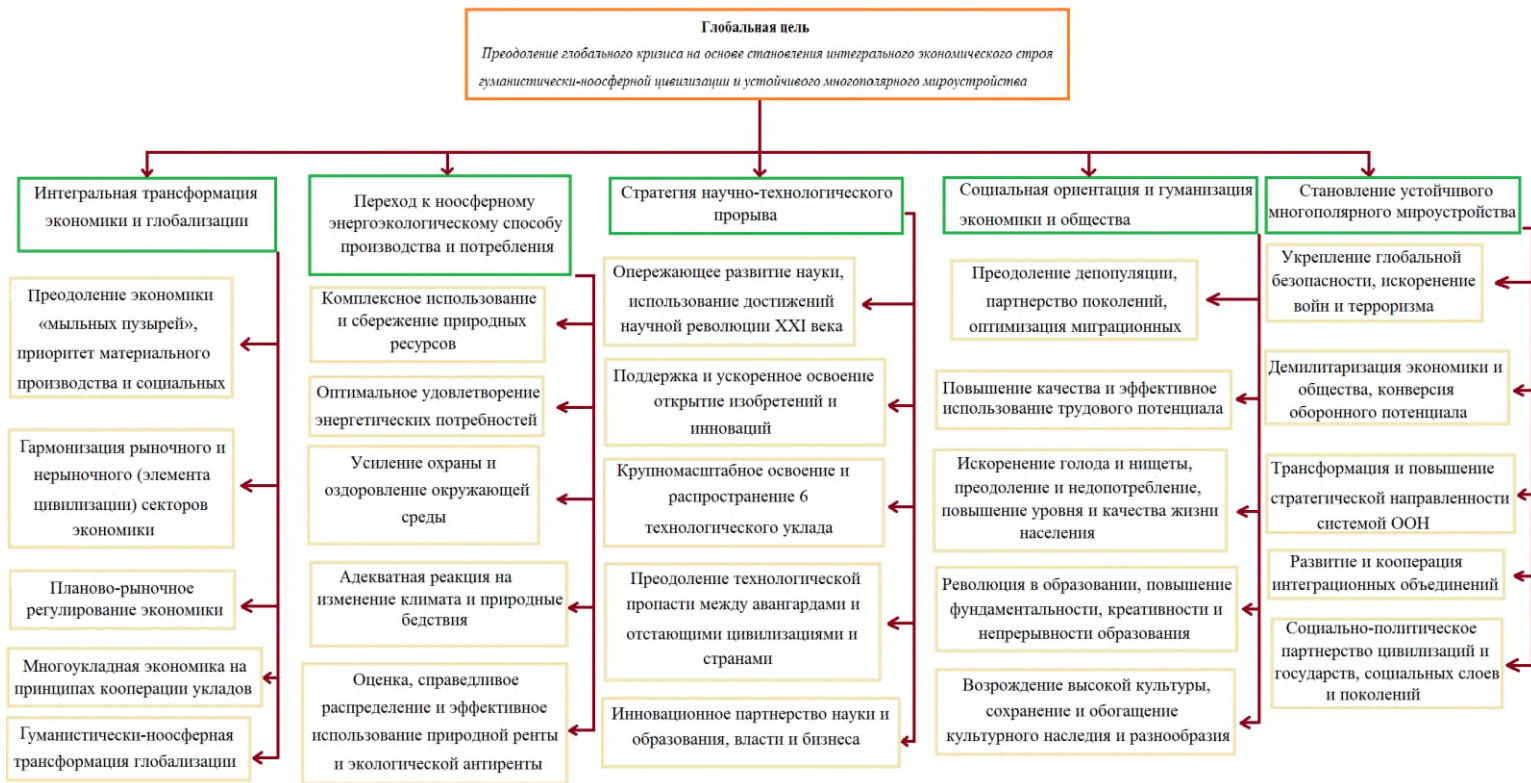 Глобальная цель
Преодоление глобального кризиса на основе становления интегрального экономического строя
гуманистически-ноосферной цивилизации и устойчивого многополярного мироустройства
Интегральная трансформация
экономики и глобализации
Преодоление экономики
«мыльных пузырей»,
приоритет материального
производства и социальных
Гармонизация рыночного и
нерыночного (элемента
цивилизации) секторов
экономики
Планово-рыночное
регулирование экономики
Многоукладная экономика на
принципах кооперации укладов
Гуманистически-ноосферная
трансформация глобализации
Переход к ноосферному
энергоэкологическому способу
производства и потребления
Комплексное использование
и сбережение природных
ресурсов
Оптимальное удовлетворение
энергетических потребностей
Усиление охраны и
оздоровление окружающей
среды
Адекватная реакция на
изменение климата и природные
бедствия
Оценка, справедливое
распределение и эффективное
использование природной ренты
и экологической антиренты
Стратегия научно-технологического
прорыва
Опережающее развитие науки,
использование достижений
научной революции XXI века
Поддержка и ускоренное освоение
открытие изобретений и
инноваций
Крупномасштабное освоение и
распространение 6
технологического уклада
Преодоление технологической
пропасти между авангардами и
отстающими цивилизациями и
странами
Инновационное партнерство науки и
образования, власти и бизнеса
Социальная ориентация и гуманизация
экономики и общества
Преодоление депопуляции,
партнерство поколений,
оптимизация миграционных
Повышение качества и эффективное
использование трудового потенциала
Искоренение голода и нищеты,
преодоление и недопотребление,
повышение уровня и качества жизни
населения
Революция в образовании, повышение
фундаментальности, креативности и
непрерывности образования
Возрождение высокой культуры,
сохранение и обогащение
культурного наследия и разнообразия
Становление устойчивого
многополярного мироустройства
Укрепление глобальной
безопасности, искоренение
войн и терроризма
Демилитаризация экономики и
общества, конверсия
оборонного потенциала
Трансформация и повышение
стратегической направленности
системой ООН
Развитие и кооперация
интеграционных объединений
Социально-политическое
партнерство цивилизаций и
государств, социальных слоев
и поколений